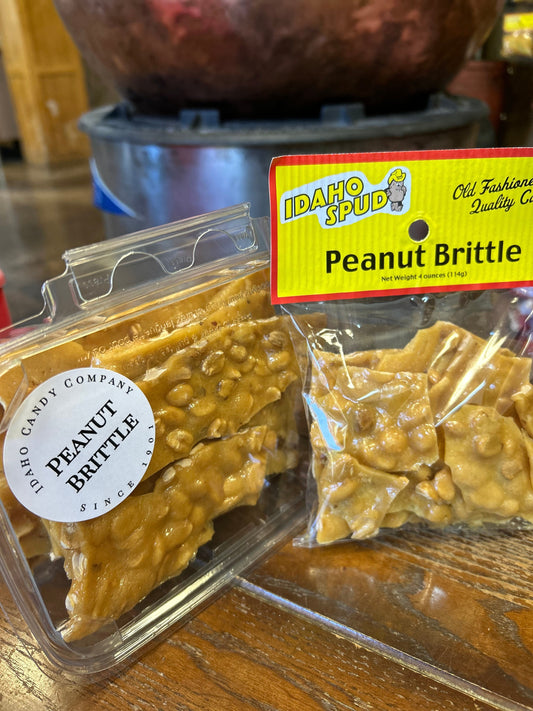 IDAHO
SPUD
Old Fashione
Quality C
Peanut Brittle
Net Weight 4 ounces (114g)
IDAHO CANDY COMPANY
PEANUT
BRITTLE
SINCE 1901